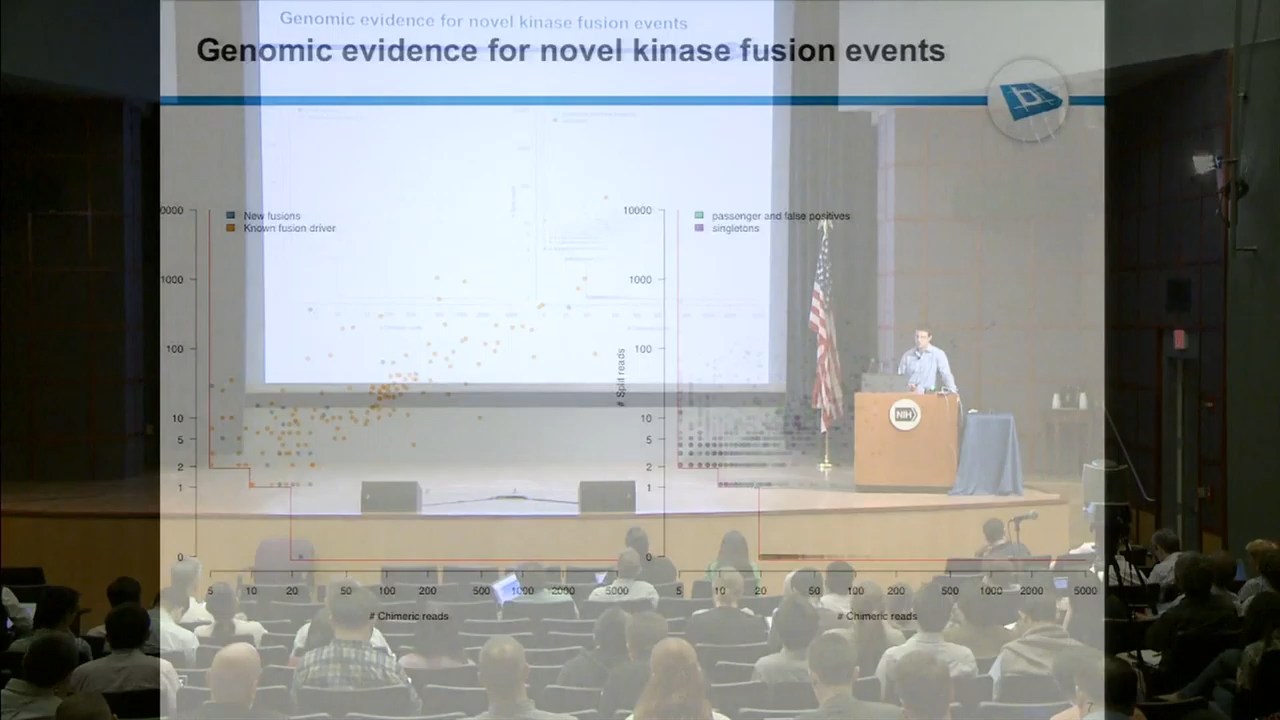 Genomic evidence for novel kinase fusion events
Genomic evidence for novel kinase fusion events
b
0000
New fusions
Known fusion driver
1000
100
10
5
2
1
0
5 10 20 50 100 200 500 1000 2000 5000
# Chimeric reads
10000
passenger and false positives
singletons
1000
100
# Split reads
10
5
2
1
0
5 10 20 50 100 200 500 1000 2000 5000
# Chimeric reads
NIH
7